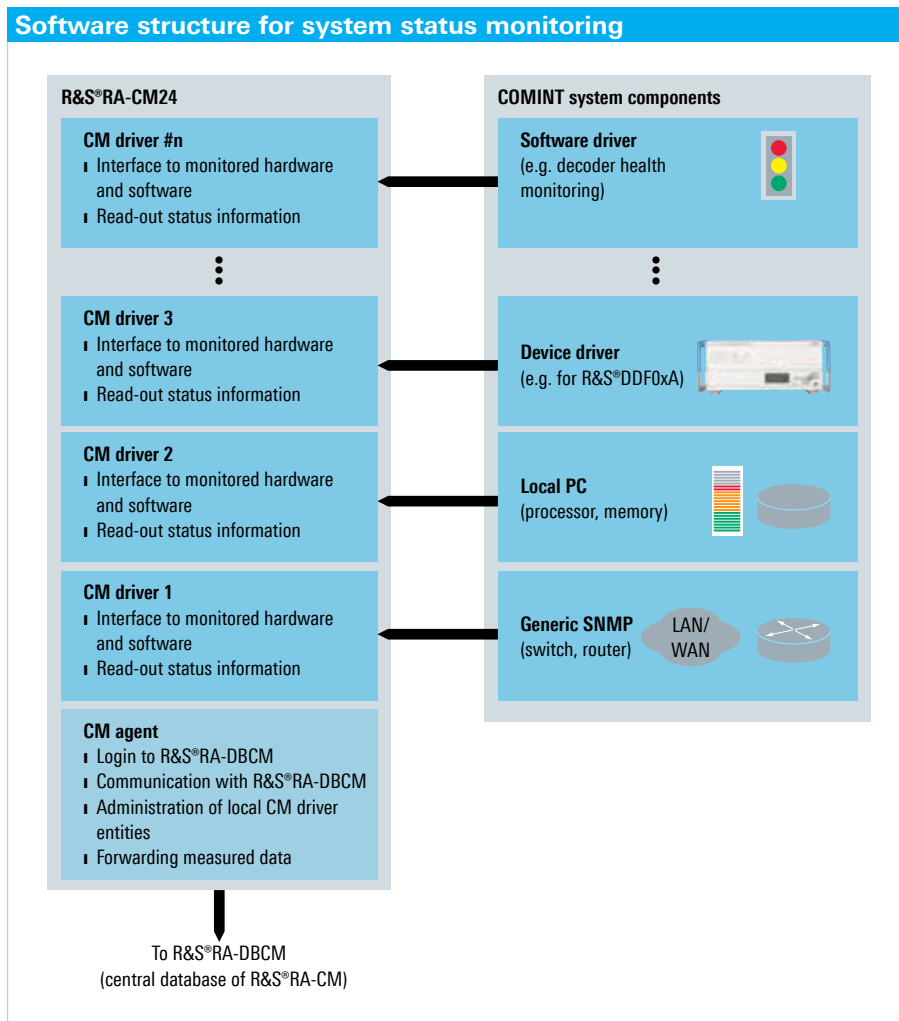 Software structure for system status monitoring
R&S®RA-CM24
CM driver #n
Interface to monitored hardware
and software
Read-out status information
CM driver 3
Interface to monitored hardware
and software
Read-out status information
CM driver 2
Interface to monitored hardware
and software
Read-out status information
CM driver 1
Interface to monitored hardware
and software
Read-out status information
CM agent
Login to R&S®RA-DBCM
Communication with R&S®RA-DBCM
Administration of local CM driver
entities
Forwarding measured data
To R&S®RA-DBCM
(central database of R&S®RA-CM)
COMINT system components
Software driver
(e.g. decoder health
monitoring)
Device driver
(e.g. for R&S®DDF0xA)
Local PC
(processor, memory)
Generic SNMP
(switch, router)
LAN/
WAN